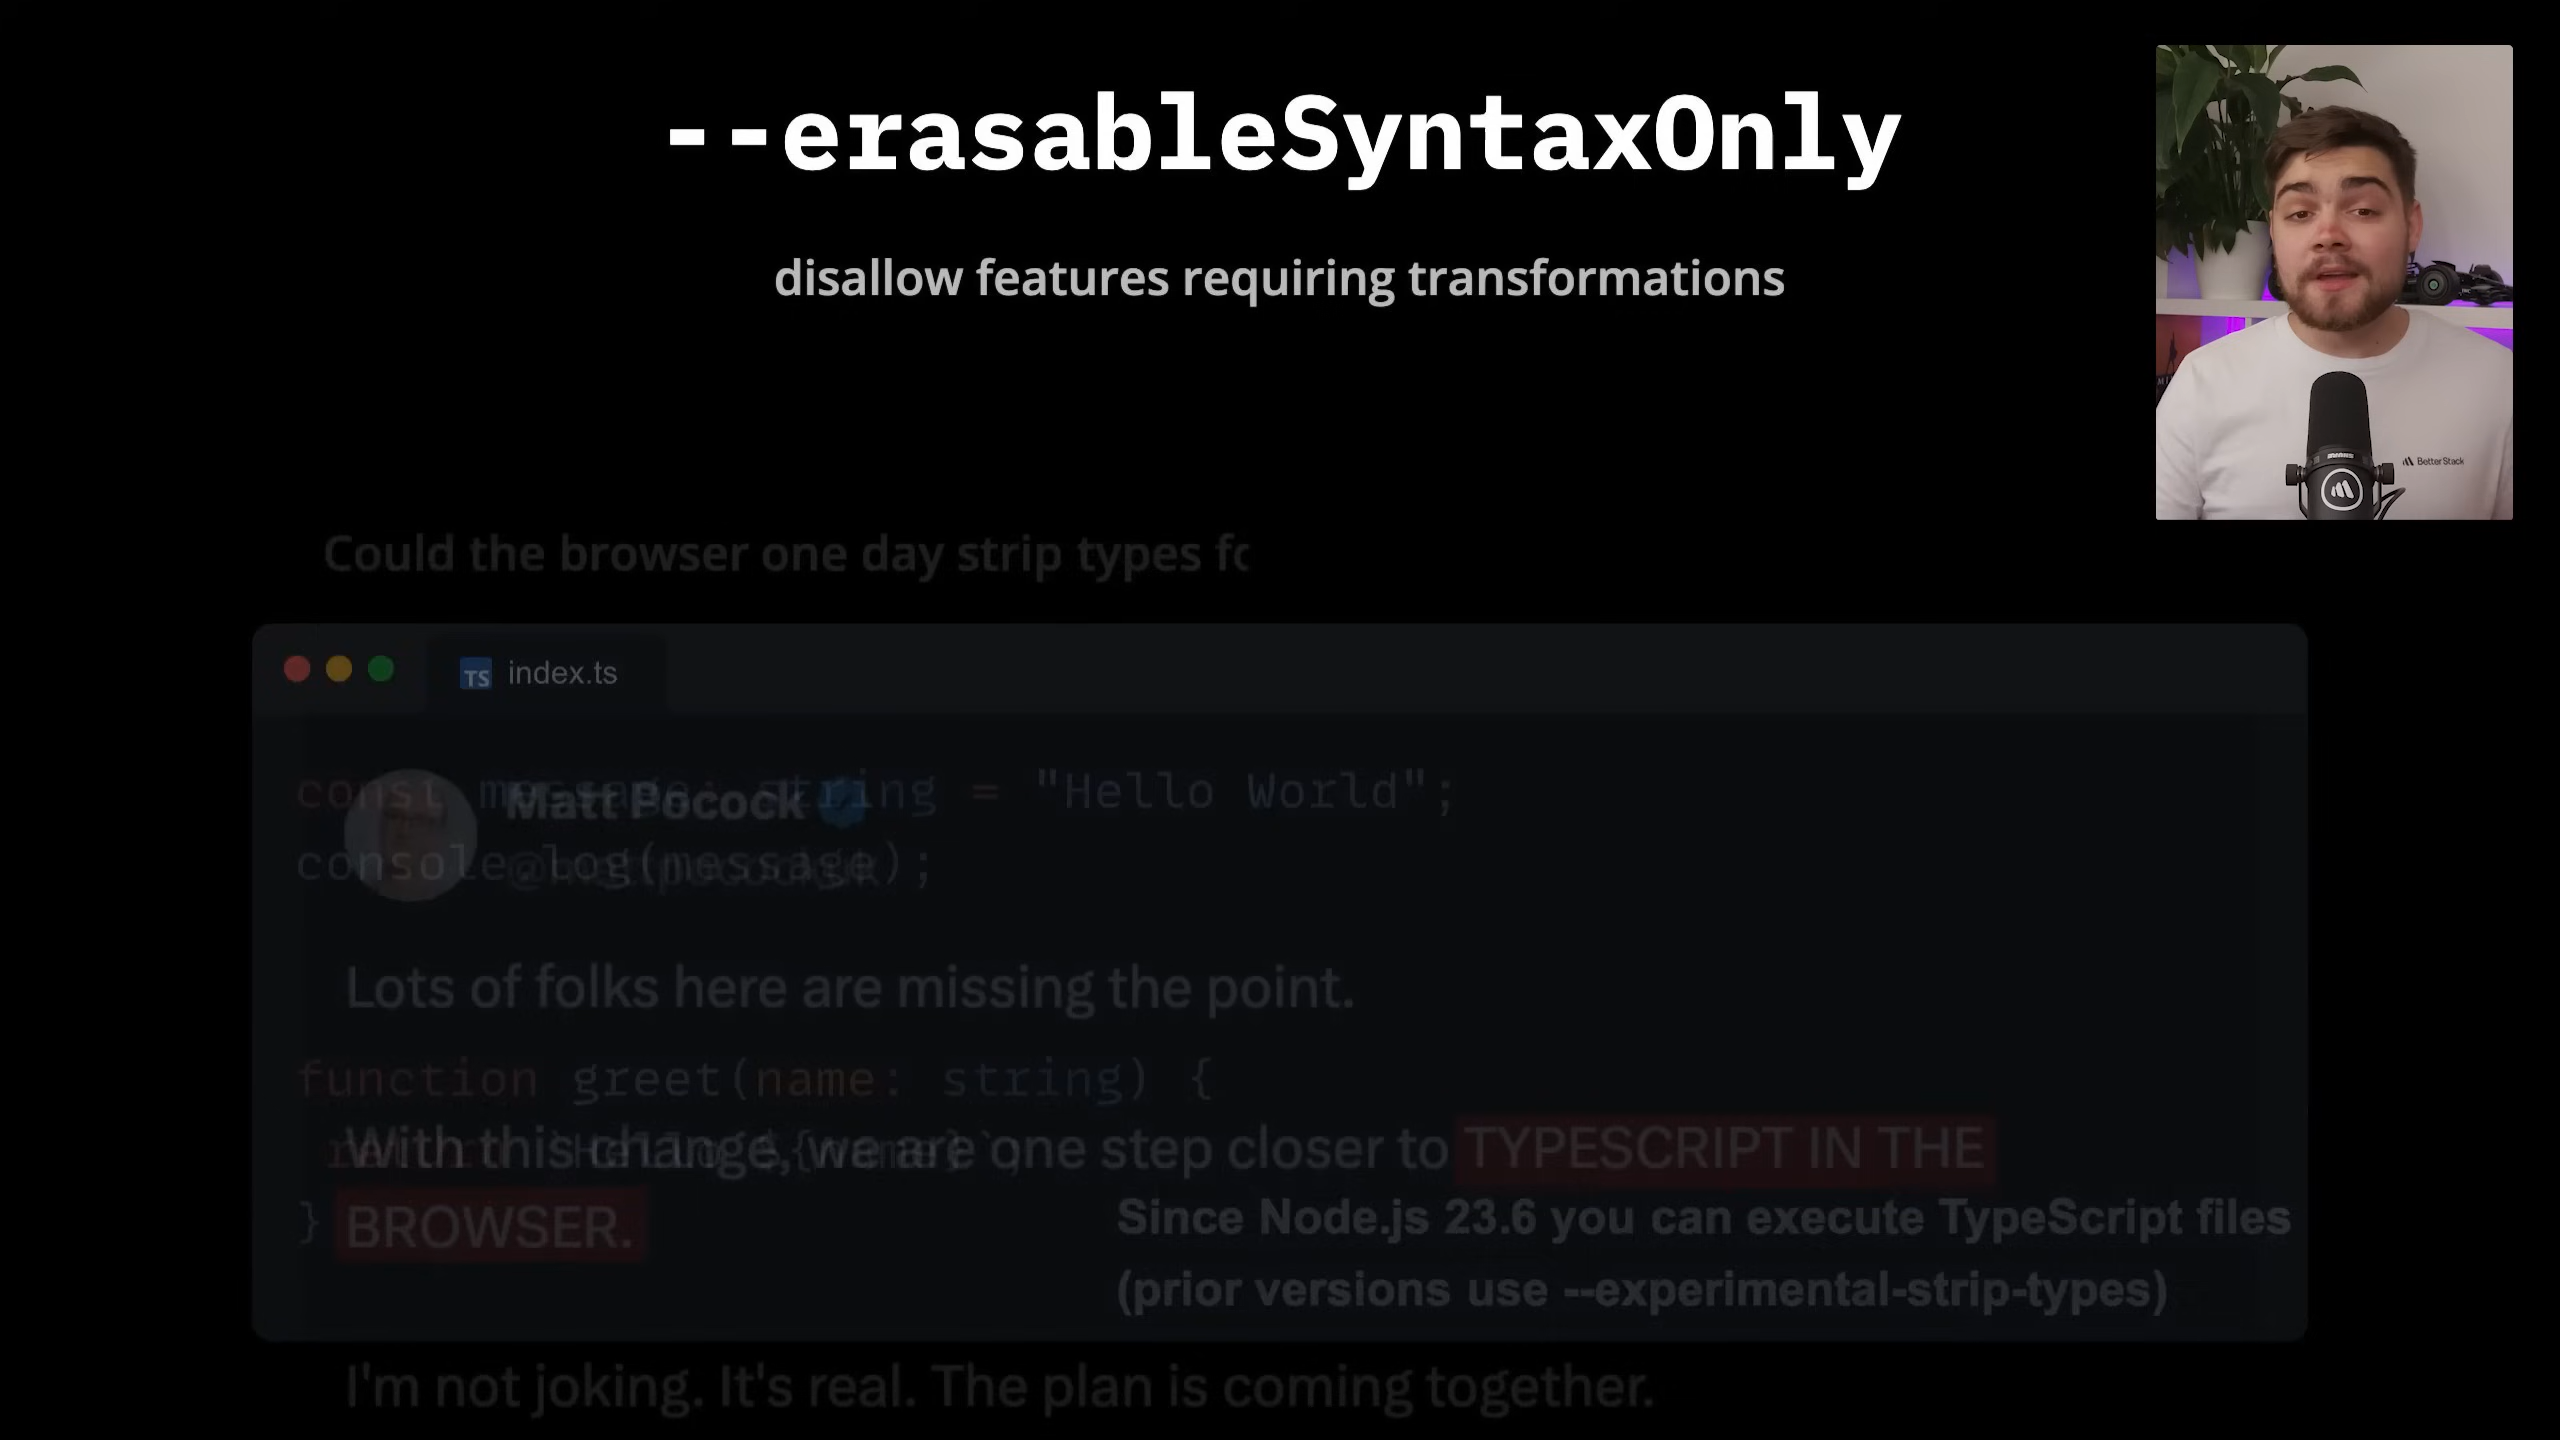 --erasableSyntaxOnly
disallow features requiring transformations
BetterStack
Could the browser one day strip types fo
TS index.ts
const message: string = "Hello World";
Matt Pocock
console.log(message);
Lots of folks here are missing the point.
function greet(name: string) {
With this change, we are one step closer to TYPESCRIPT IN THE
BROWSER.
}
Since Node.js 23.6 you can execute TypeScript files
(prior versions use --experimental-strip-types)
I'm not joking. It's real. The plan is coming together.